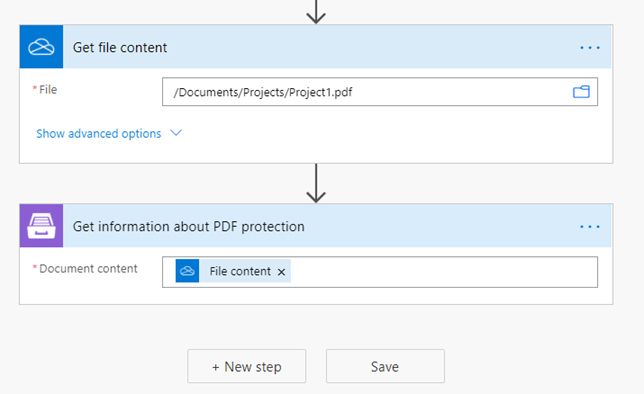 Get file content
* File
/Documents/Projects/Project1.pdf
Show advanced options
Get information about PDF protection
* Document content
File content ×
+ New step
Save